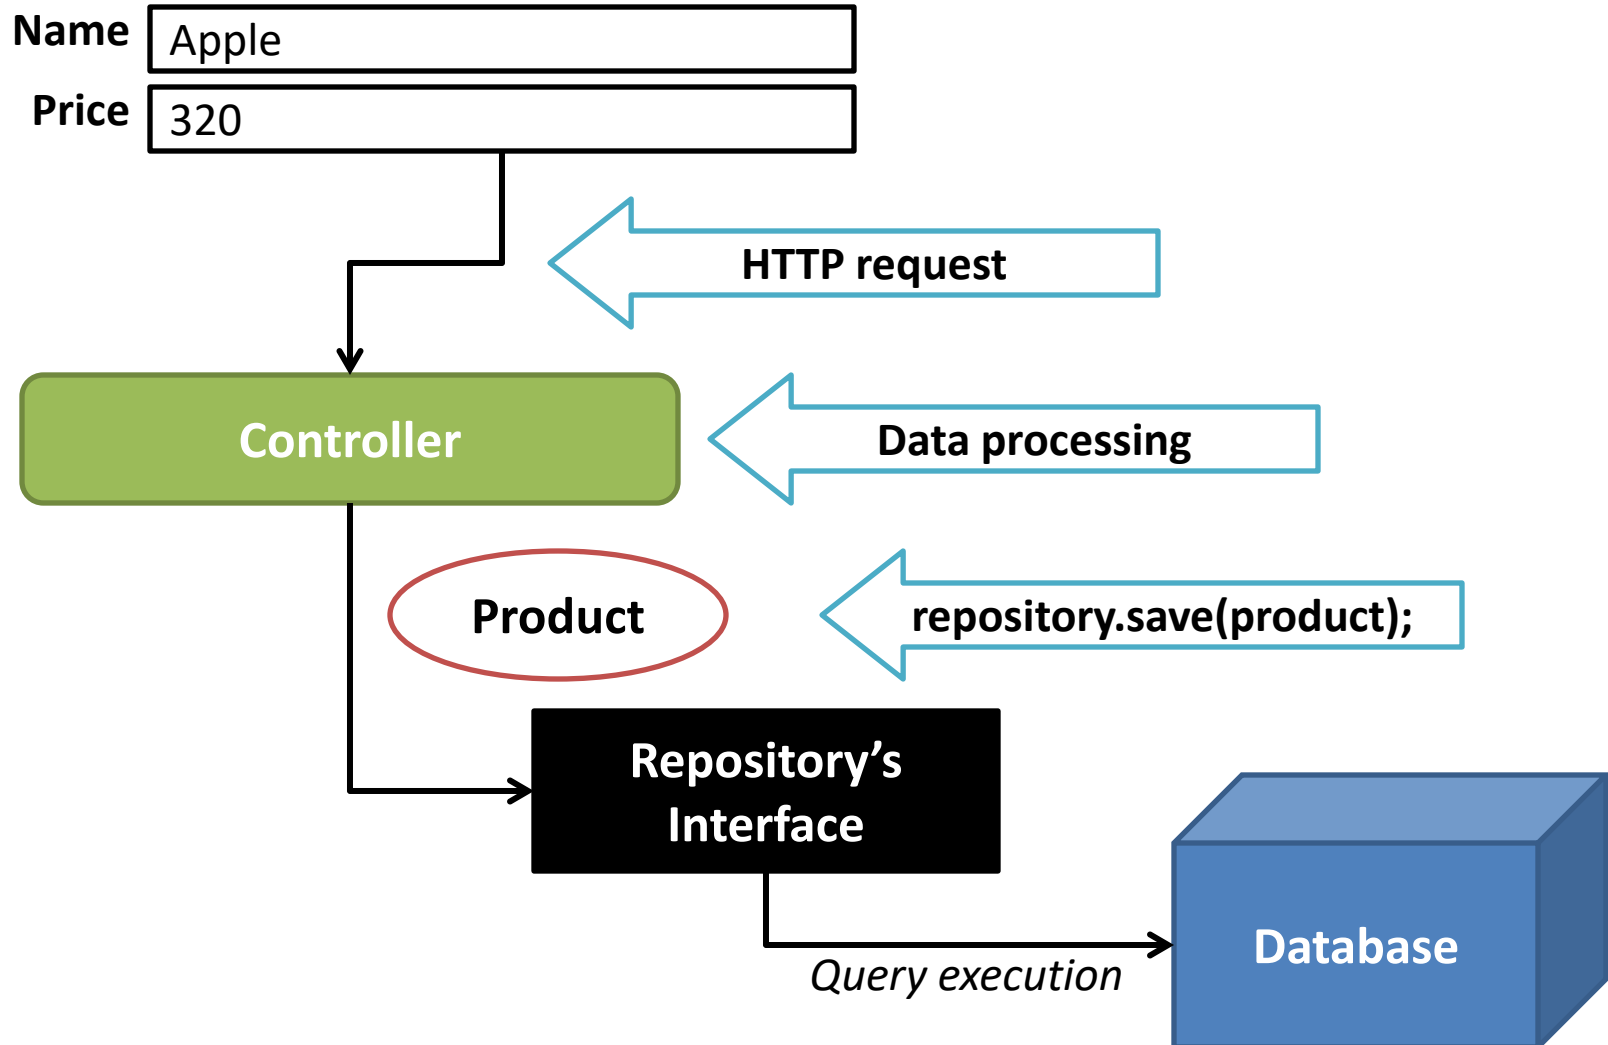 Name
Apple
Price
320
HTTP request
Controller
Data processing
Product
repository.save(product);
Repository’s
Interface
Database
Query execution